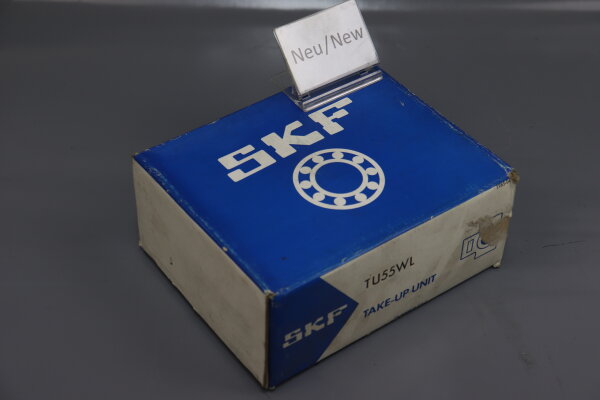 Neu/New
SKF
SKF
TU55WL
TAKE-UP UNIT